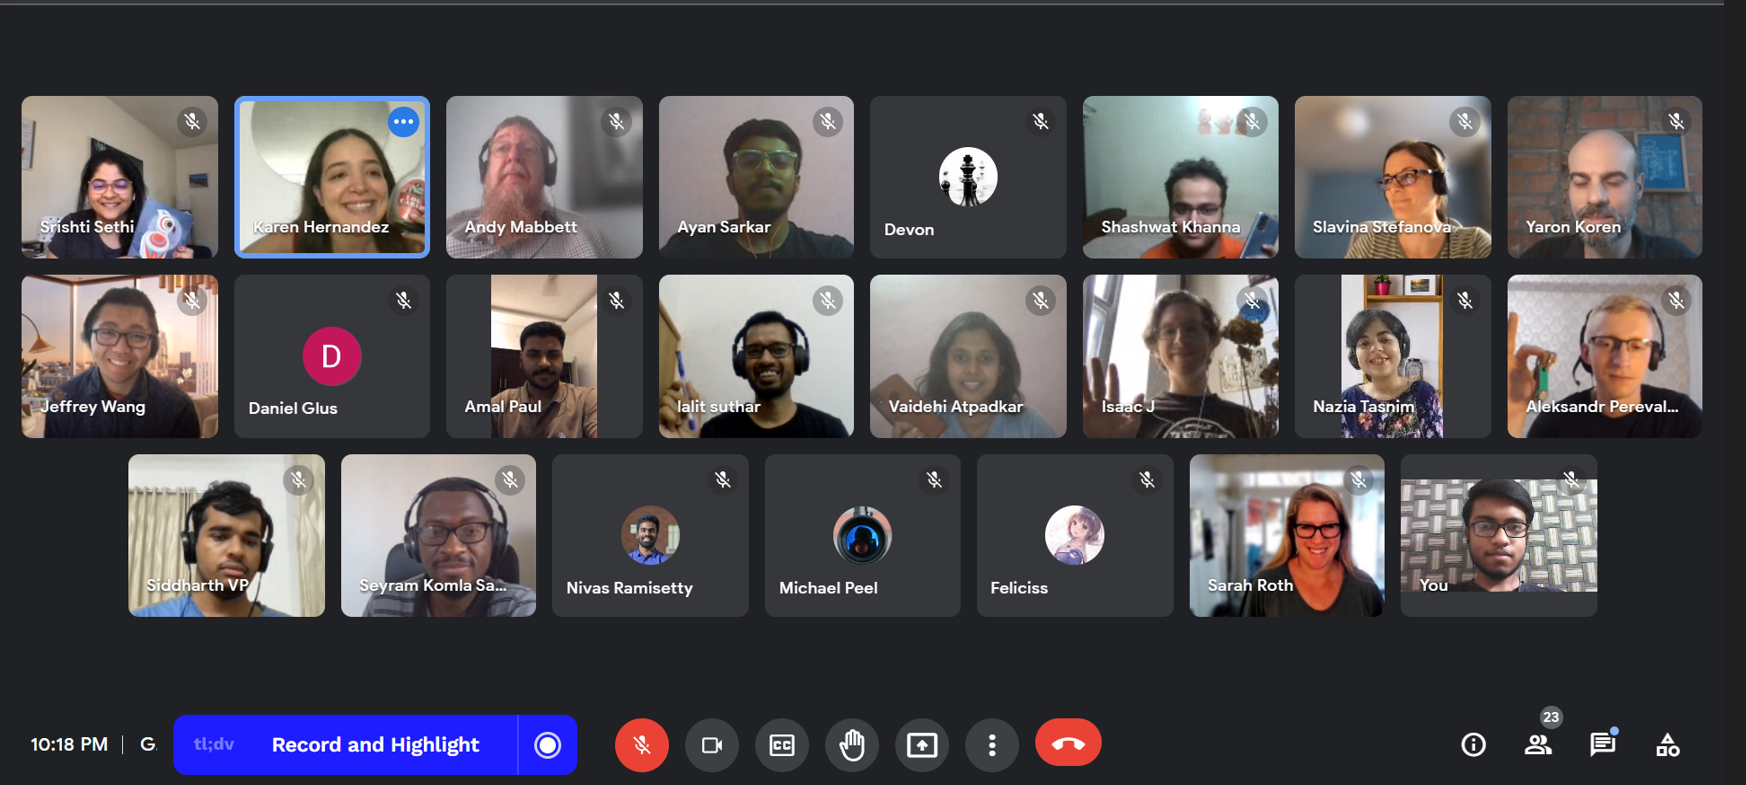 Srishti Sethi
Karen Hernandez
Andy Mabbett
Ayan Sarkar
Devon
Shashwat Khanna
Slavina Stefanova
Yaron Koren
Jeffrey Wang
D
Daniel Glus
Amal Paul
lalit suthar
Vaidehi Atpadkar
Isaac J
Nazia Tasnim
Aleksandr Pereval...
Siddharth VP
Seyram Komla Sa...
Nivas Ramisetty
Michael Peel
Feliciss
Sarah Roth
You
10:18 PM | G.
tl;dv Record and Highlight
CC
23